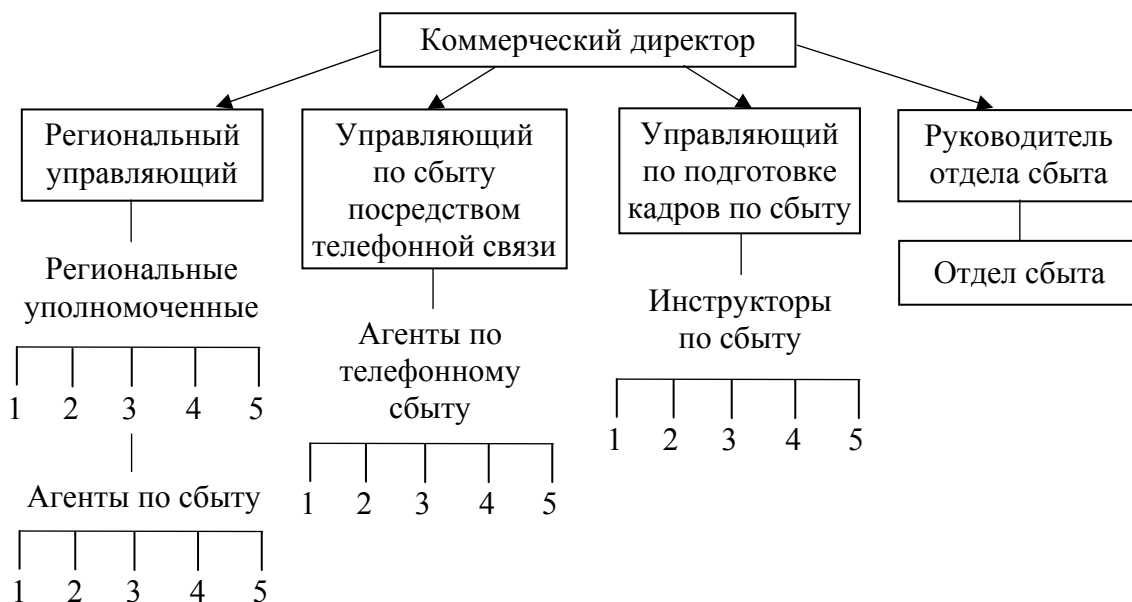 Коммерческий директор
Региональный
управляющий
Региональные
уполномоченные
1 2 3 4 5
Агенты по сбыту
1 2 3 4 5
Управляющий
по сбыту
посредством
телефонной связи
Агенты по
телефонному
сбыту
1 2 3 4 5
Управляющий
по подготовке
кадров по сбыту
Инструкторы
по сбыту
1 2 3 4 5
Руководитель
отдела сбыта
Отдел сбыта